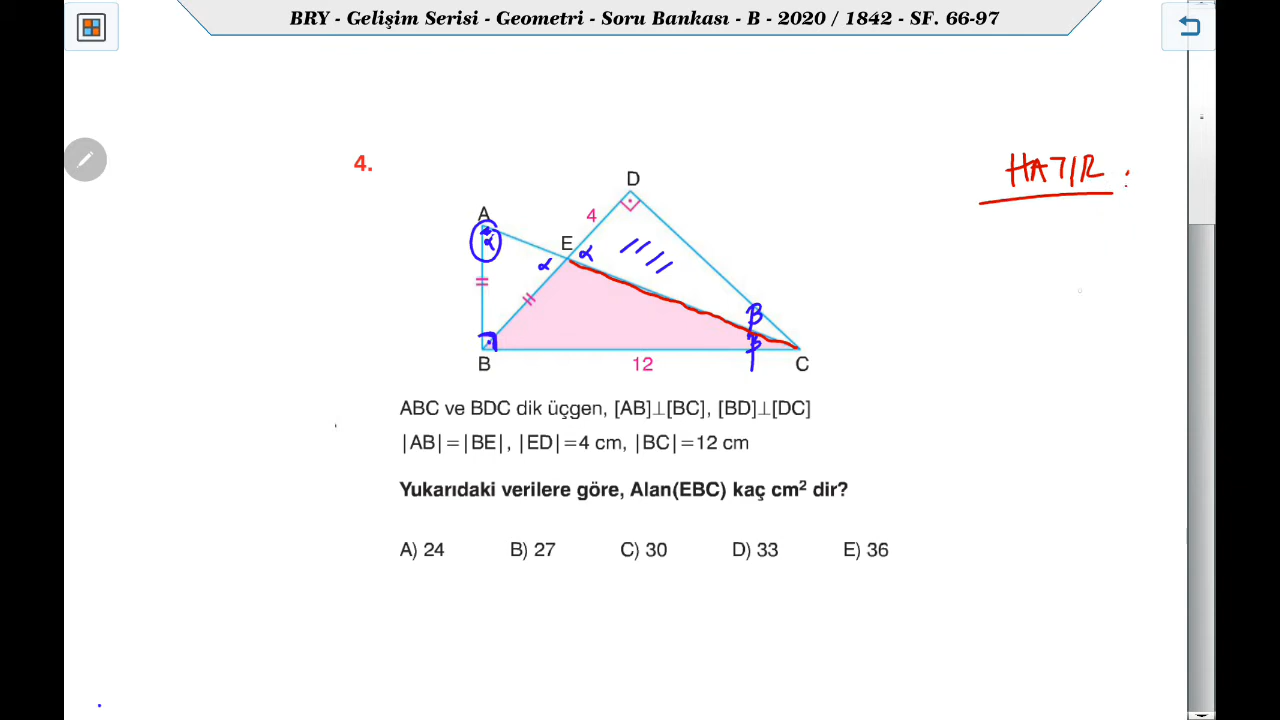 BRY - Gelişim Serisi - Geometri - Soru Bankası - B - 2020 / 1842 - SF. 66-97
HATIR :
4.
D
A
4
E
α
α
α
B
B
B
12
C
ABC ve BDC dik üçgen, [AB]⊥[BC], [BD]⊥[DC]
|AB|=|BE|, |ED|=4 cm, |BC|=12 cm
Yukarıdaki verilere göre, Alan(EBC) kaç cm² dir?
A) 24 B) 27 C) 30 D) 33 E) 36